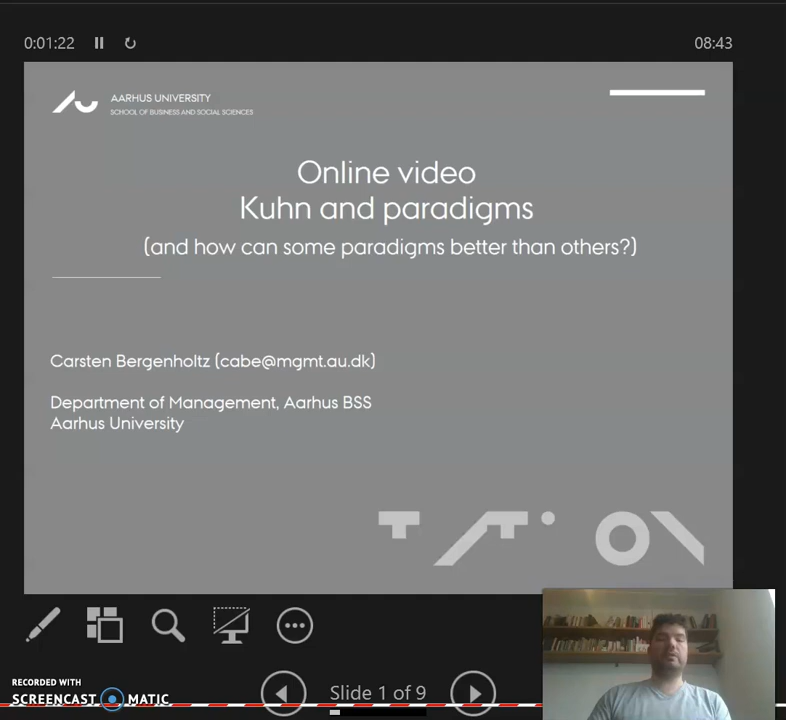 0:01:22
08:43
AARHUS UNIVERSITY
SCHOOL OF BUSINESS AND SOCIAL SCIENCES
Online video
Kuhn and paradigms
(and how can some paradigms better than others?)
Carsten Bergenholtz (cabe@mgmt.au.dk)
Department of Management, Aarhus BSS
Aarhus University
Slide 1 of 9
RECORDED WITH
SCREENCAST MATIC